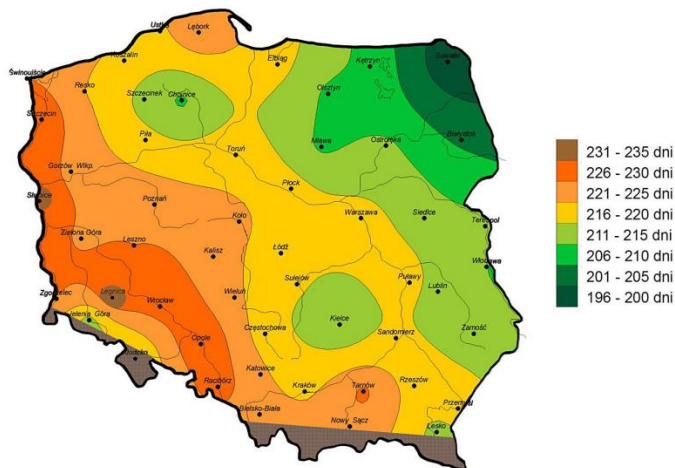 Ustka
Lębork
Koszalin
Elbląg
Kętrzyn
Suwałki
Świnoujście
Resko
Szczecinek
Chojnice
Olsztyn
Szczecin
Piła
Mława
Ostrołęka
Białystok
Toruń
Gorzów Wlkp.
Płock
Słubice
Poznań
Koło
Warszawa
Siedlce
Terespol
Zielona Góra
Leszno
Kalisz
Łódź
Włodawa
Sulejów
Puławy
Lublin
Zgorzelec
Legnica
Wrocław
Wieluń
Jelenia Góra
Kielce
Zamość
Opole
Częstochowa
Sandomierz
Kłodzko
Racibórz
Katowice
Kraków
Tarnów
Rzeszów
Bielsko-Biała
Nowy Sącz
Przemyśl
Lesko
231 - 235 dni
226 - 230 dni
221 - 225 dni
216 - 220 dni
211 - 215 dni
206 - 210 dni
201 - 205 dni
196 - 200 dni